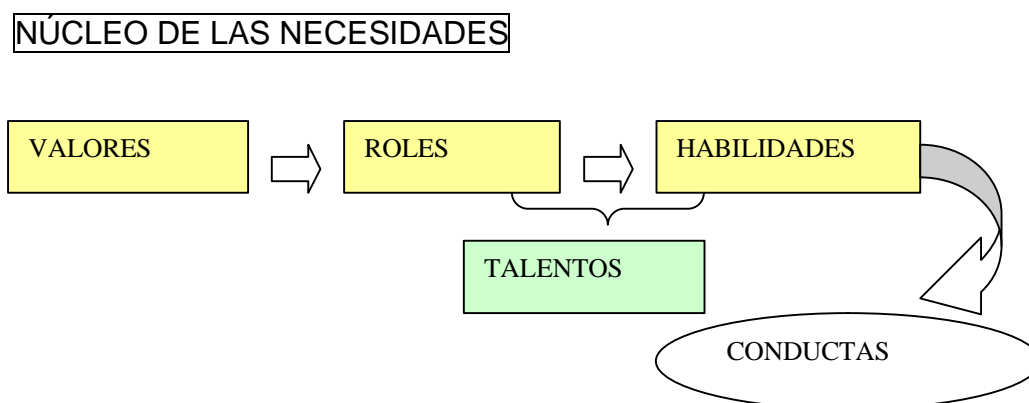 NÚCLEO DE LAS NECESIDADES
VALORES
ROLES
HABILIDADES
TALENTOS
CONDUCTAS